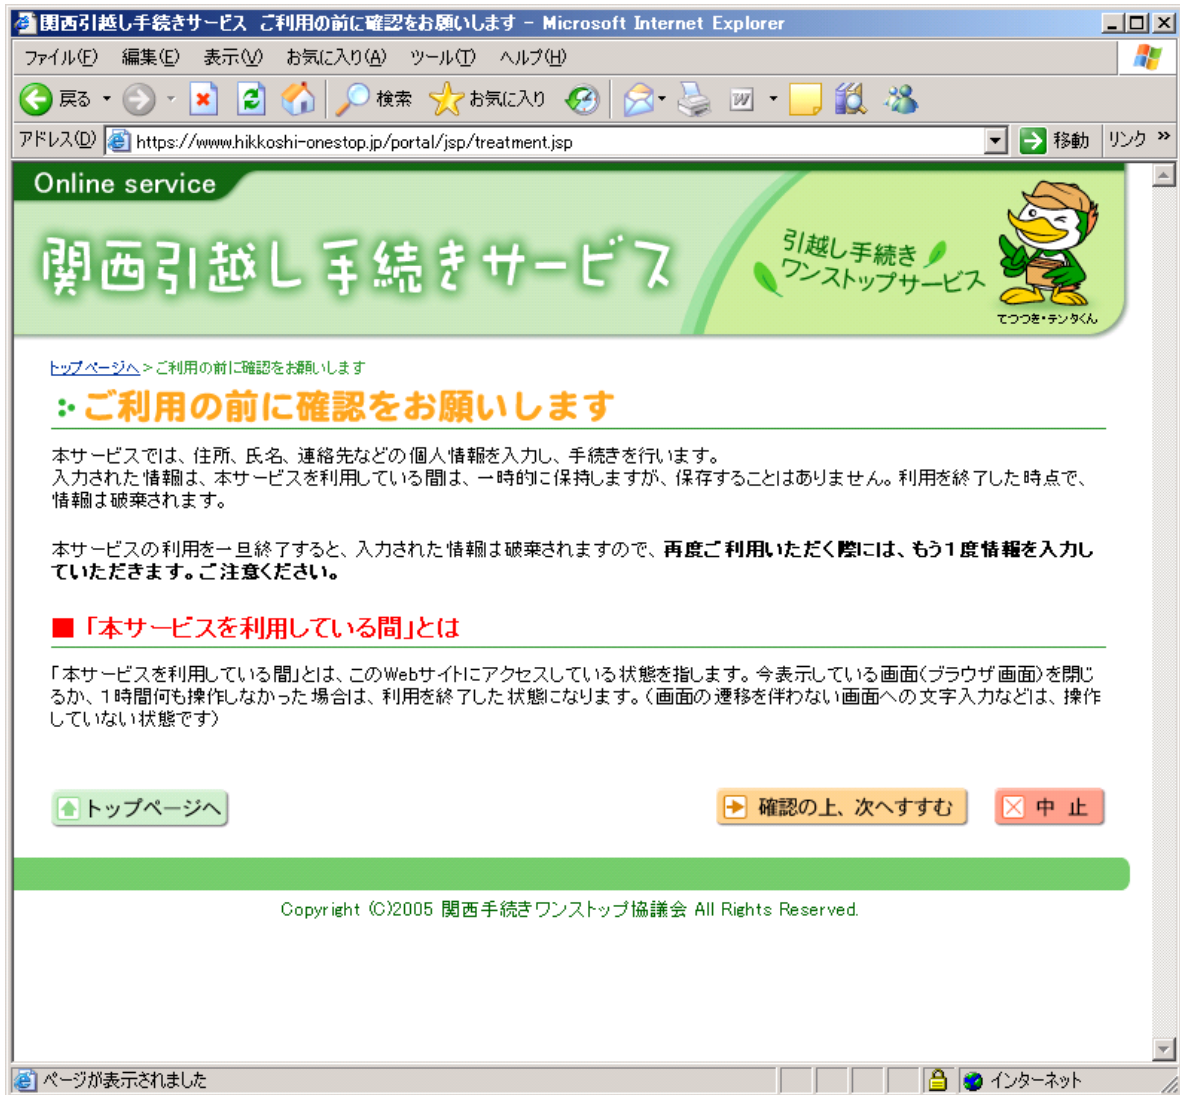 関西引越し手続きサービス ご利用の前に確認をお願いします - Microsoft Internet Explorer
ファイル(F) 編集(E) 表示(V) お気に入り(A) ツール(T) ヘルプ(H)
戻る 検索 お気に入り
アドレス(D) https://www.hikkoshi-onestop.jp/portal/jsp/treatment.jsp 移動 リンク »
Online service
関西引越し手続きサービス
引越し手続き
ワンストップサービス
てつづき・テンタくん
トップページへ > ご利用の前に確認をお願いします
ご利用の前に確認をお願いします
本サービスでは、住所、氏名、連絡先などの個人情報を入力し、手続きを行います。
入力された情報は、本サービスを利用している間は、一時的に保持しますが、保存することはありません。利用を終了した時点で、
情報は破棄されます。
本サービスの利用を一旦終了すると、入力された情報は破棄されますので、再度ご利用いただく際には、もう1度情報を入力し
ていただきます。ご注意ください。
■「本サービスを利用している間」とは
「本サービスを利用している間」とは、このWebサイトにアクセスしている状態を指します。今表示している画面(ブラウザ画面)を閉じ
るか、1時間何も操作しなかった場合は、利用を終了した状態になります。(画面の遷移を伴わない画面への文字入力などは、操作
していない状態です)
トップページへ 確認の上、次へすすむ 中 止
Copyright (C)2005 関西手続きワンストップ協議会 All Rights Reserved.
ページが表示されました インターネット